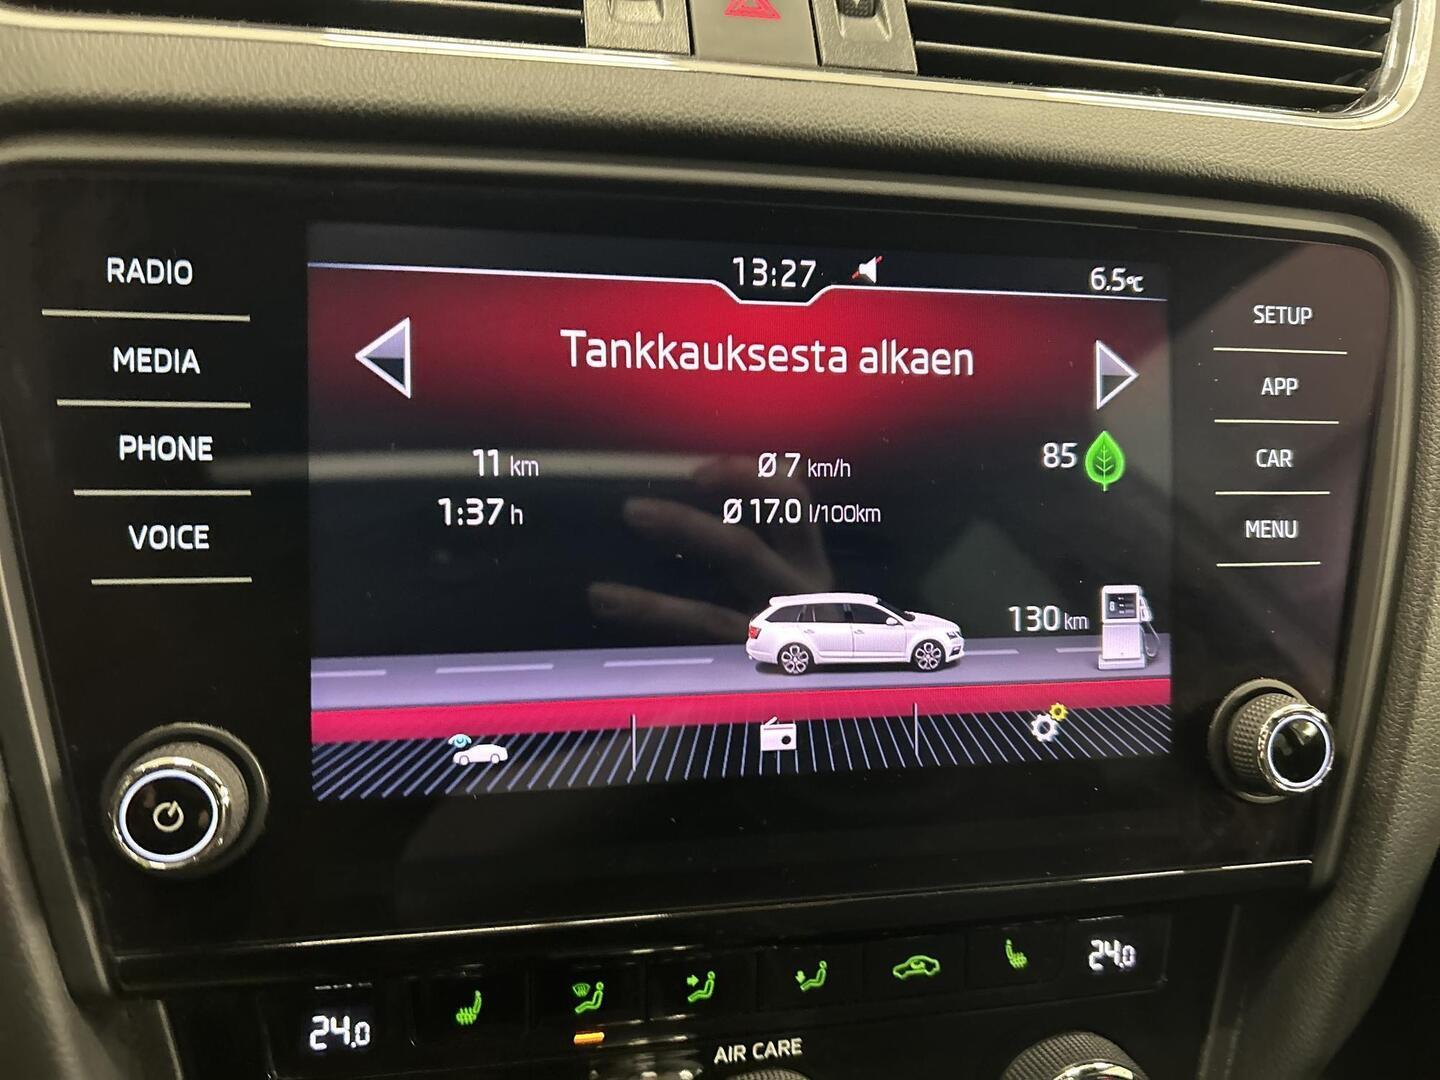 RADIO
MEDIA
PHONE
VOICE
13:27
6.5°C
Tankkauksesta alkaen
11 km
Ø 7 km/h
85
1:37 h
Ø 17.0 l/100km
130 km
SETUP
APP
CAR
MENU
24.0
24.0
AIR CARE